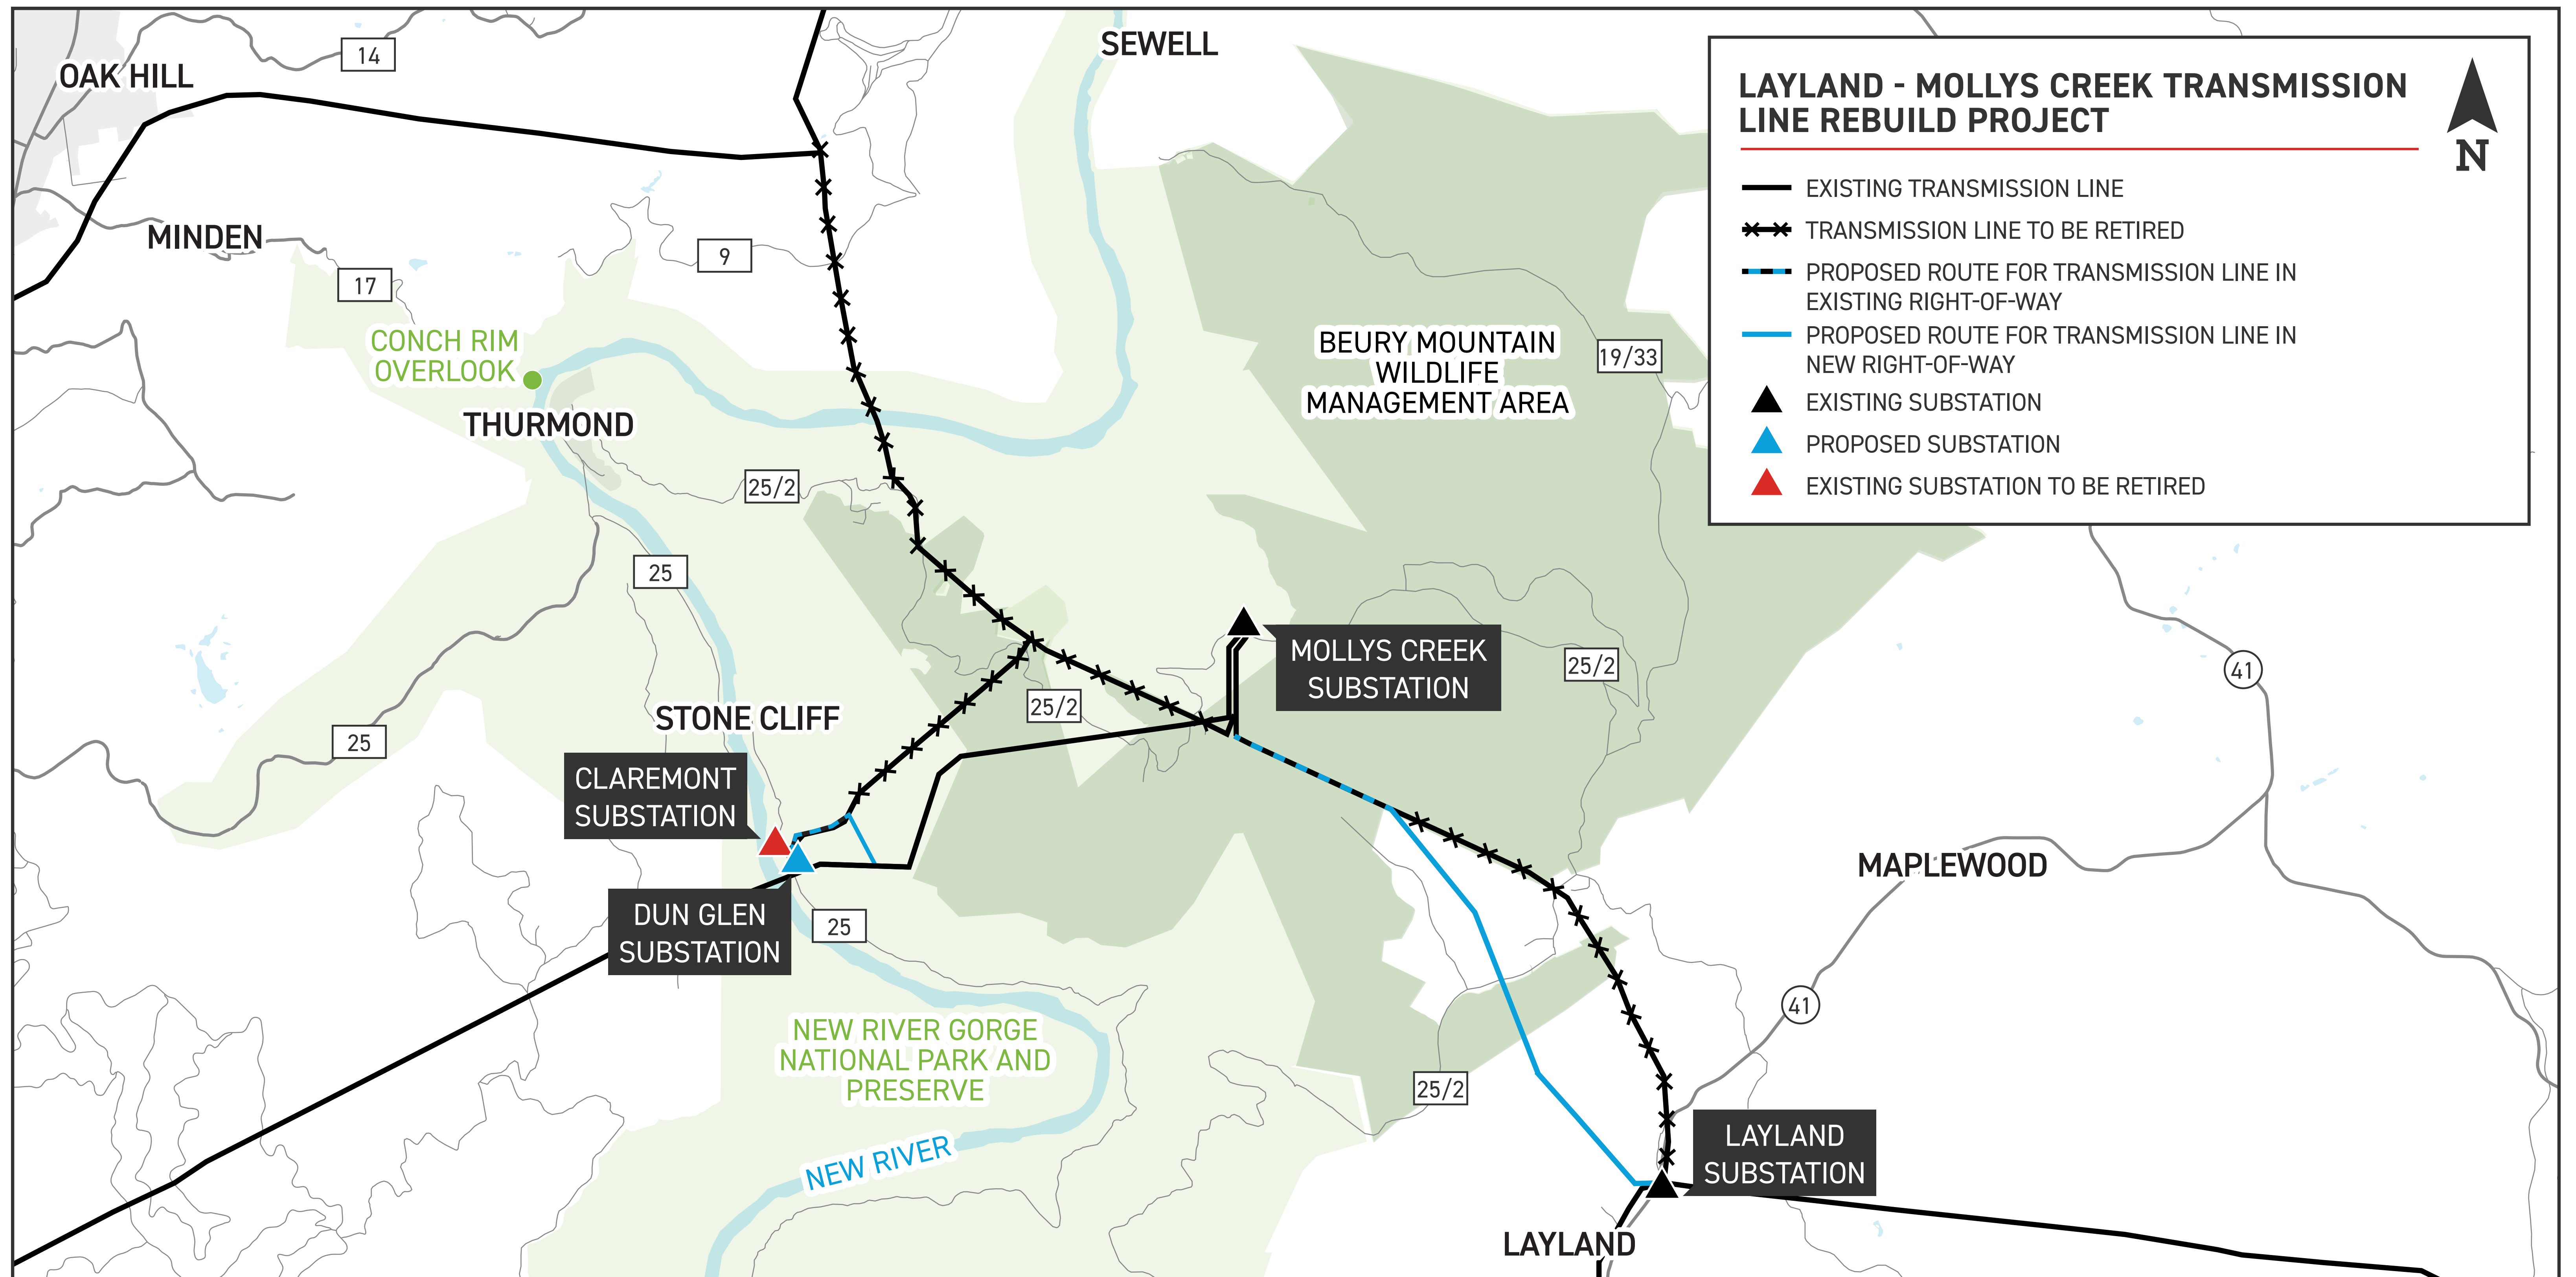 SEWELL
OAK HILL
14
LAYLAND - MOLLYS CREEK TRANSMISSION
LINE REBUILD PROJECT
N
EXISTING TRANSMISSION LINE
TRANSMISSION LINE TO BE RETIRED
PROPOSED ROUTE FOR TRANSMISSION LINE IN
EXISTING RIGHT-OF-WAY
PROPOSED ROUTE FOR TRANSMISSION LINE IN
NEW RIGHT-OF-WAY
EXISTING SUBSTATION
PROPOSED SUBSTATION
EXISTING SUBSTATION TO BE RETIRED
MINDEN
9
17
CONCH RIM
OVERLOOK
BEURY MOUNTAIN
WILDLIFE
MANAGEMENT AREA
19/33
THURMOND
25/2
25
MOLLYS CREEK
SUBSTATION
25/2
41
25/2
STONE CLIFF
25
CLAREMONT
SUBSTATION
MAPLEWOOD
DUN GLEN
SUBSTATION
25
41
NEW RIVER GORGE
NATIONAL PARK AND
PRESERVE
25/2
LAYLAND
SUBSTATION
NEW RIVER
LAYLAND